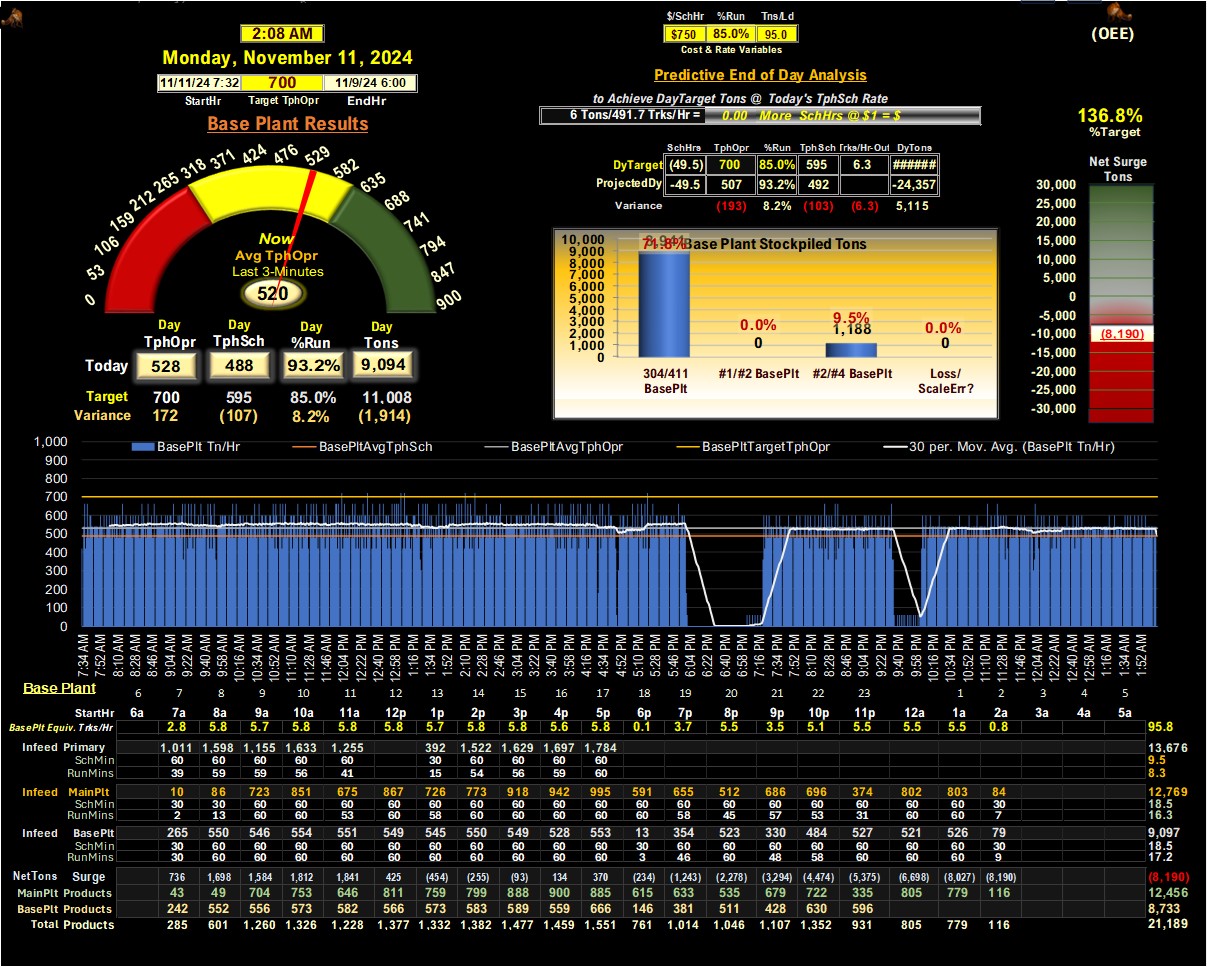 $/SchHr %Run Tns/Ld
2:08 AM
$750 85.0% 95.0
(OEE)
Cost & Rate Variables
Monday, November 11, 2024
Predictive End of Day Analysis
11/11/24 7:32 700 11/9/24 6:00
StartHr Target TphOpr EndHr
to Achieve DayTarget Tons @ Today's TphSch Rate
6 Tons/491.7 Trks/Hr = 0.00 More SchHrs @ $1 = $
Base Plant Results
136.8%
%Target
SchHrs TphOpr %Run TphSch Trks/Hr-Out DyTons
DyTarget (49.5) 700 85.0% 595 6.3 ######
ProjectedDy -49.5 507 93.2% 492 -24,357
Variance (193) 8.2% (103) (6.3) 5,115
Net Surge
Tons
30,000
25,000
20,000
15,000
10,000
5,000
0
-5,000
-10,000
(8,190)
-15,000
-20,000
-25,000
-30,000
0 53 106 159 212 265 318 371 424 476 529 582 635 688 741 794 847 900
Now
Avg TphOpr
Last 3-Minutes
520
Base Plant Stockpiled Tons
10,000
9,000
8,000
7,000
6,000
5,000
4,000
3,000
2,000
1,000
0
71.8% 0.0% 9.5% 0.0%
0 1,188 0
304/411 #1/#2 BasePlt #2/#4 BasePlt Loss/
BasePlt ScaleErr?
Day Day Day Day
TphOpr TphSch %Run Tons
Today 528 488 93.2% 9,094
Target 700 595 85.0% 11.008
Variance 172 (107) 8.2% (1,914)
BasePlt Tn/Hr BasePltAvgTphSch BasePltAvgTphOpr BasePltTargetTphOpr 30 per. Mov. Avg. (BasePlt Tn/Hr)
1,000
900
800
700
600
500
400
300
200
100
0
7:34 AM 7:52 AM 8:10 AM 8:28 AM 8:46 AM 9:04 AM 9:22 AM 9:40 AM 9:58 AM 10:16 AM 10:34 AM 10:52 AM 11:10 AM 11:28 AM 11:46 AM 12:04 PM 12:22 PM 12:40 PM 12:58 PM 1:16 PM 1:34 PM 1:52 PM 2:10 PM 2:28 PM 2:46 PM 3:04 PM 3:22 PM 3:40 PM 3:58 PM 4:16 PM 4:34 PM 4:52 PM 5:10 PM 5:28 PM 5:46 PM 6:04 PM 6:22 PM 6:40 PM 6:58 PM 7:16 PM 7:34 PM 7:52 PM 8:10 PM 8:28 PM 8:46 PM 9:04 PM 9:22 PM 9:40 PM 9:58 PM 10:16 PM 10:34 PM 10:52 PM 11:10 PM 11:28 PM 11:46 PM 12:04 AM 12:22 AM 12:40 AM 12:58 AM 1:16 AM 1:34 AM 1:52 AM
Base Plant 6 7 8 9 10 11 12 13 14 15 16 17 18 19 20 21 22 23 1 2 3 4 5
StartHr 6a 7a 8a 9a 10a 11a 12p 1p 2p 3p 4p 5p 6p 7p 8p 9p 10p 11p 12a 1a 2a 3a 4a 5a
BasePlt Equiv. Trks/Hr 2.8 5.8 5.7 5.8 5.8 5.8 5.7 5.8 5.8 5.6 5.8 0.1 3.7 5.5 3.5 5.1 5.5 5.5 5.5 0.8 95.8
Infeed Primary 1,011 1,598 1,155 1,633 1,255 392 1,522 1,629 1,697 1,784 13,676
SchMin 60 60 60 60 60 30 60 60 60 60 9.5
RunMins 39 59 59 56 41 15 54 56 59 60 8.3
Infeed MainPlt 10 86 723 851 675 867 726 773 918 942 995 591 655 512 686 696 374 802 803 84 12,769
SchMin 30 30 60 60 60 60 60 60 60 60 60 60 60 60 60 60 60 60 60 30 18.5
RunMins 2 13 60 60 53 60 58 60 60 60 60 60 60 58 45 57 53 31 60 60 7 16.3
Infeed BasePlt 265 550 546 554 551 549 545 550 549 528 553 13 354 523 330 484 527 521 526 79 9,097
SchMin 30 60 60 60 60 60 60 60 60 60 60 30 60 60 60 60 60 60 60 30 18.5
RunMins 30 60 60 60 60 60 60 60 60 60 60 3 46 60 48 58 60 60 60 9 17.2
NetTons Surge 736 1,698 1,584 1,812 1,841 425 (454) (255) (93) 134 370 (234) (1,243) (2,278) (3,294) (4,474) (5,375) (6,698) (8,027) (8,190) (8,190)
MainPlt Products 43 49 704 753 646 811 759 799 888 900 885 615 633 535 679 722 335 805 779 116 12,456
BasePlt Products 242 552 556 573 582 566 573 583 589 559 666 146 381 511 428 630 596 8,733
Total Products 285 601 1,260 1,326 1,228 1,377 1,332 1,382 1,477 1,459 1,551 761 1,014 1,046 1,107 1,352 931 805 779 116 21,189